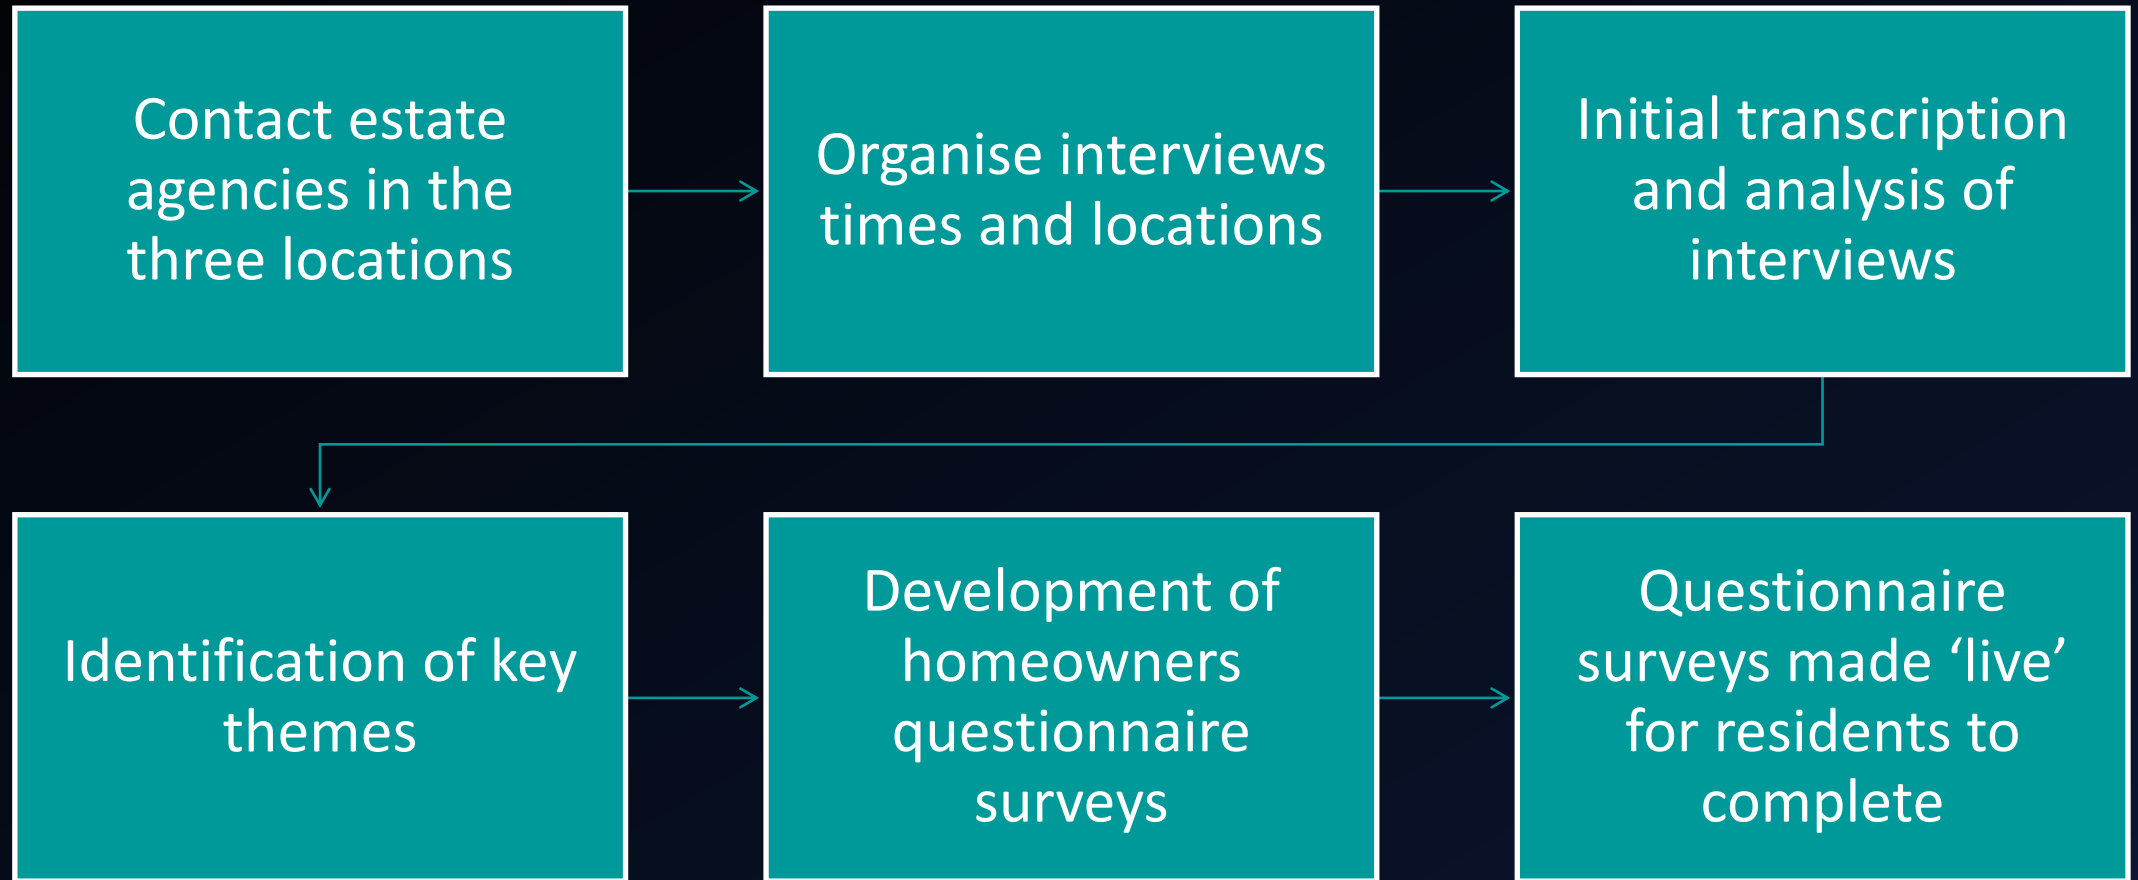 Contact estate
agencies in the
three locations
Organise interviews
times and locations
Initial transcription
and analysis of
interviews
Identification of key
themes
Development of
homeowners
questionnaire
surveys
Questionnaire
surveys made ‘live’
for residents to
complete